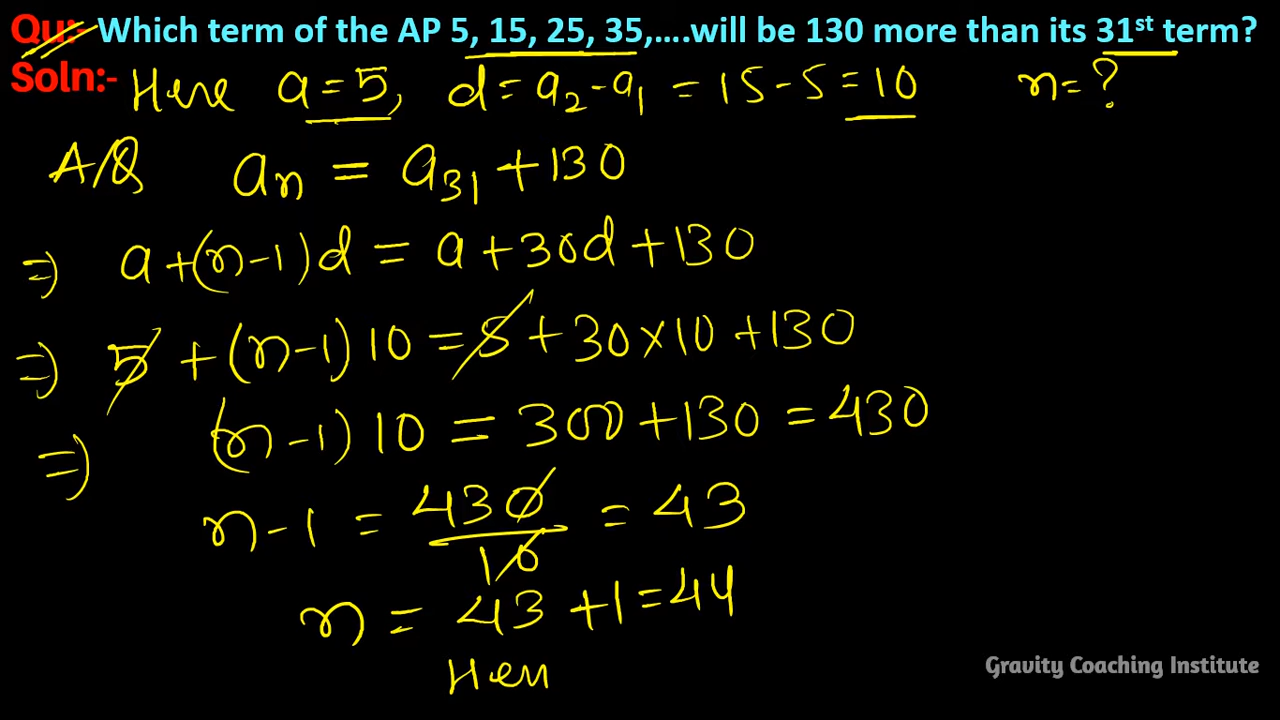 Qu:- Which term of the AP 5, 15, 25, 35,....will be 130 more than its 31st term?
Soln:- Here a = 5, d = a₂ - a₁ = 15 - 5 = 10 n = ?
A/Q aₙ = a₃₁ + 130
⇒ a + (n-1)d = a + 30d + 130
⇒ 5 + (n-1) 10 = 5 + 30 × 10 + 130
⇒ (n-1) 10 = 300 + 130 = 430
n - 1 = 430/10 = 43
n = 43 + 1 = 44
Hen
Gravity Coaching Institute